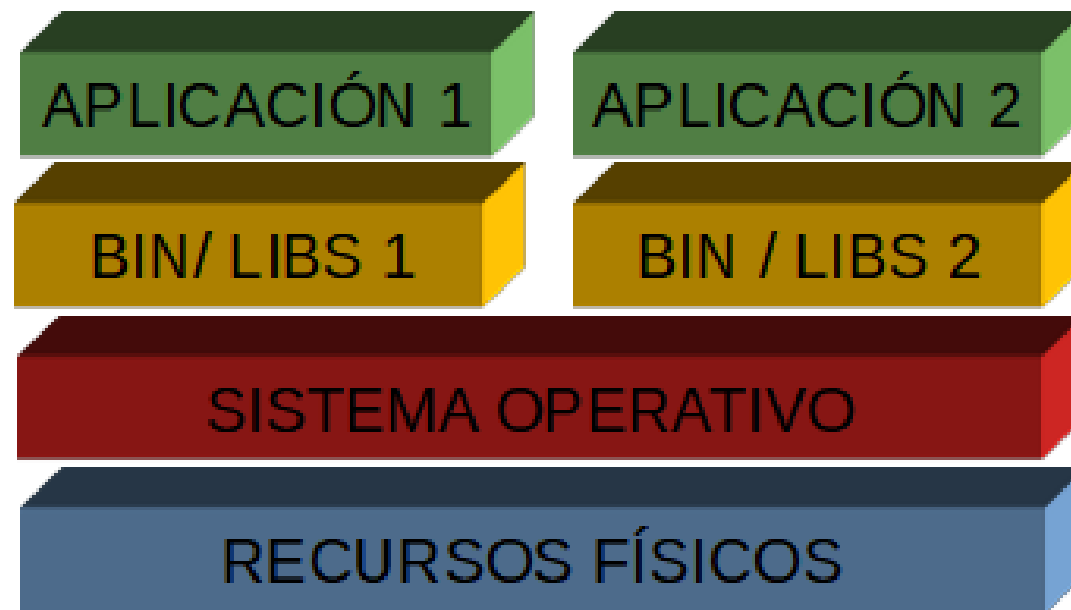 APLICACIÓN 1
APLICACIÓN 2
BIN/ LIBS 1
BIN / LIBS 2
SISTEMA OPERATIVO
RECURSOS FÍSICOS